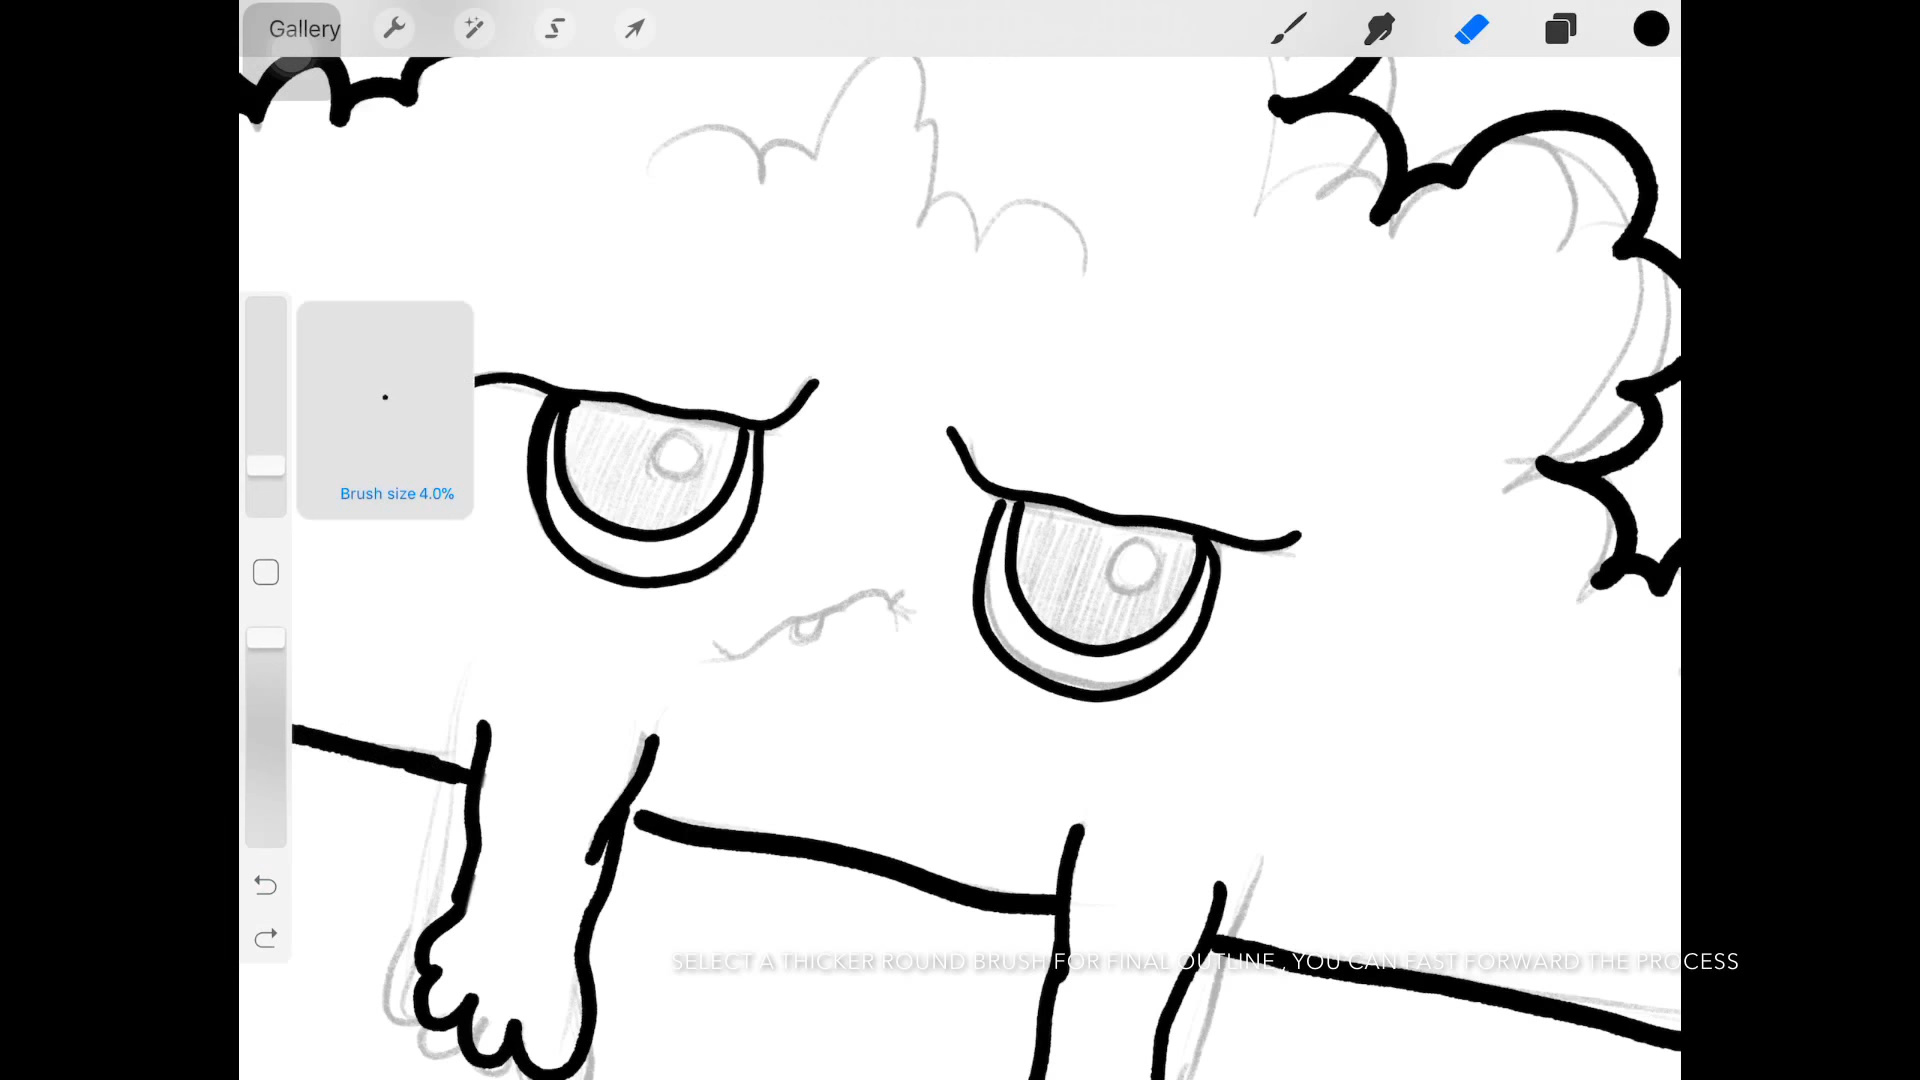 Gallery
Brush size 4.0%
SELECT A THICKER ROUND BRUSH FOR FINAL OUTLINE , YOU CAN FAST FORWARD THE PROCESS